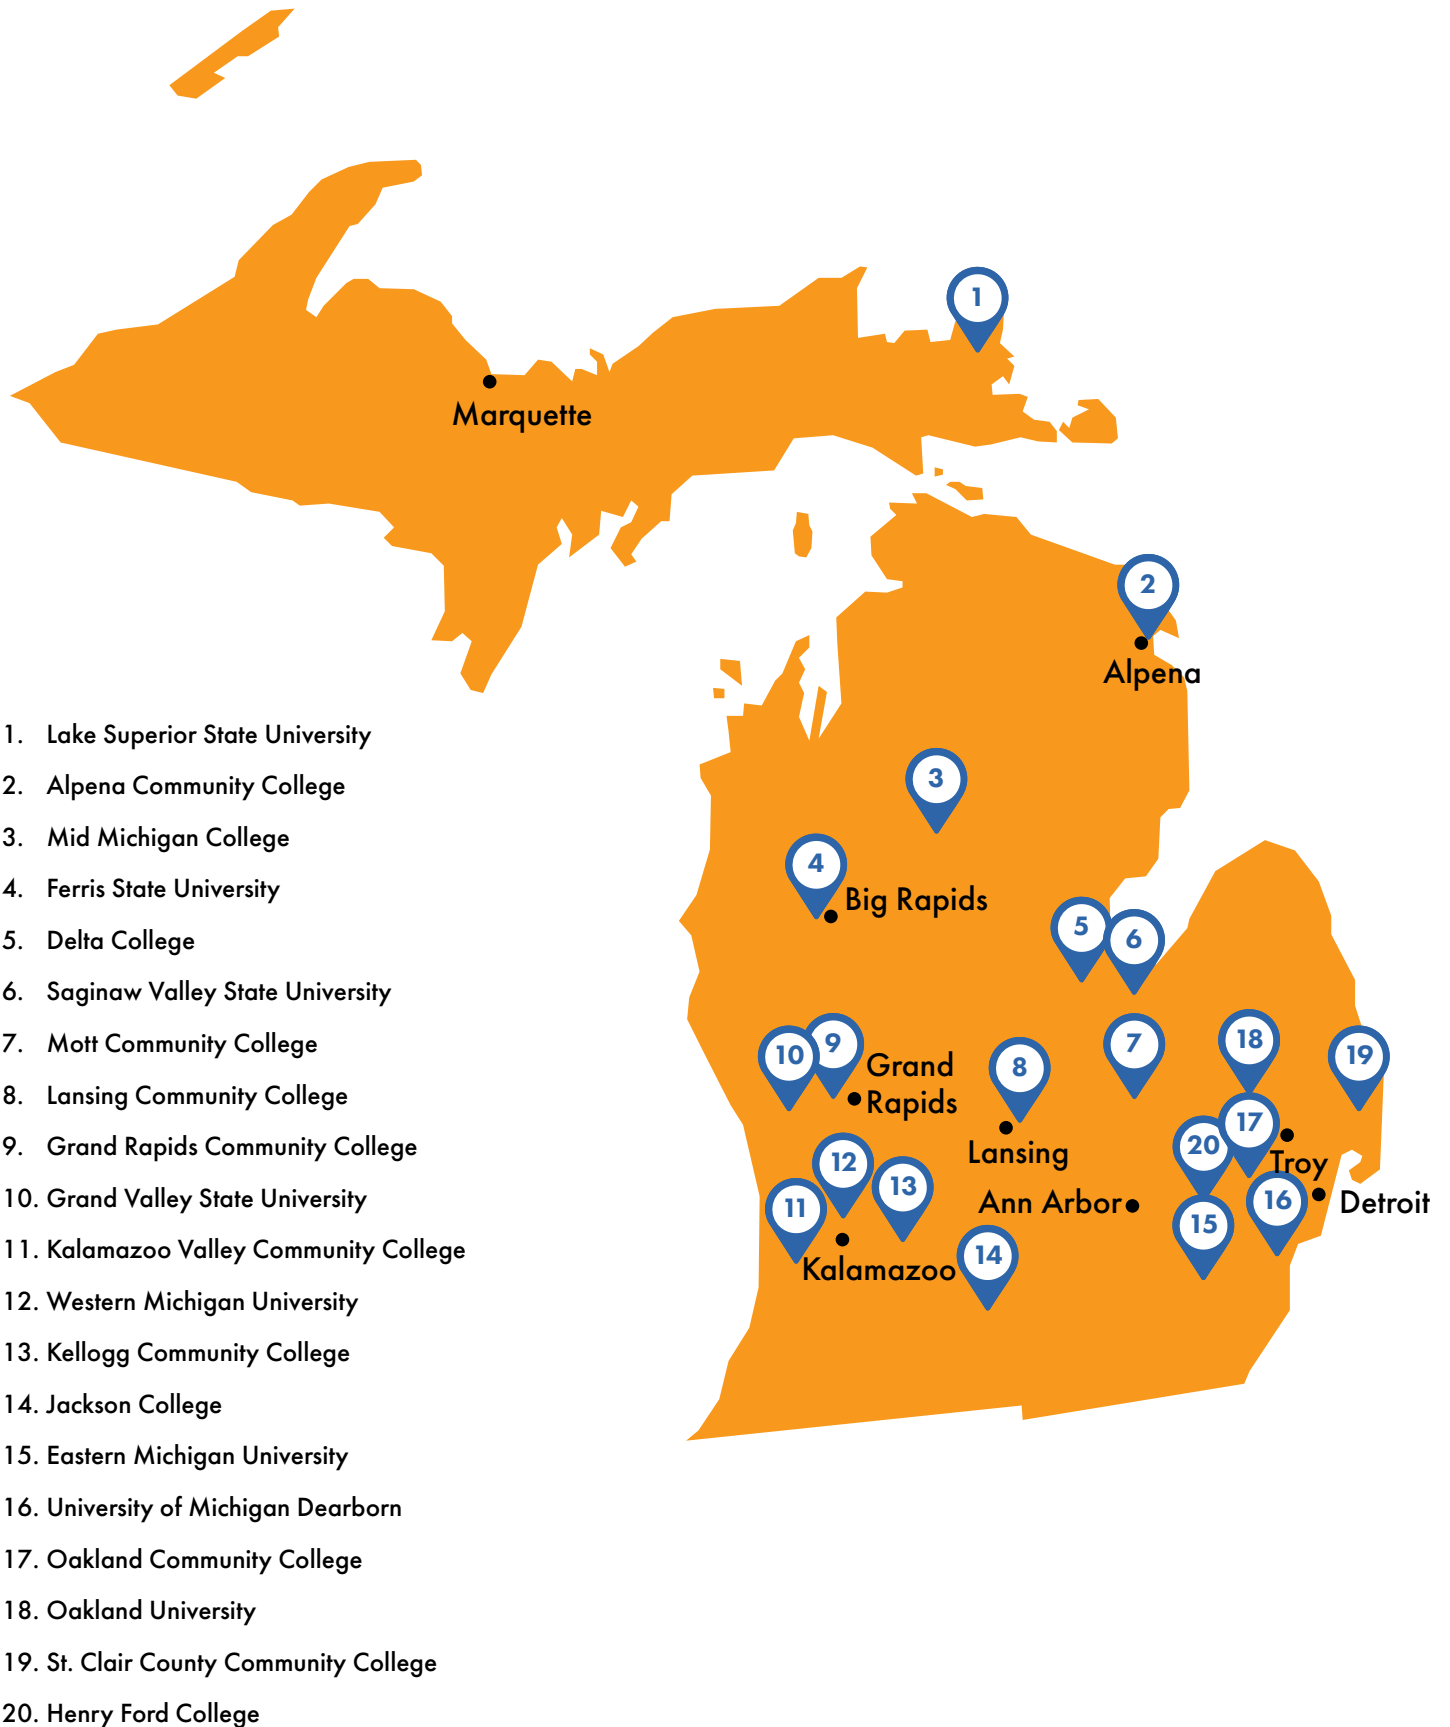 1
Marquette
2
Alpena
3
4
Big Rapids
5
6
7
18
19
10
9
Grand
Rapids
8
Lansing
17
20
Troy
12
13
11
Ann Arbor
16
Detroit
15
Kalamazoo
14
1. Lake Superior State University
2. Alpena Community College
3. Mid Michigan College
4. Ferris State University
5. Delta College
6. Saginaw Valley State University
7. Mott Community College
8. Lansing Community College
9. Grand Rapids Community College
10. Grand Valley State University
11. Kalamazoo Valley Community College
12. Western Michigan University
13. Kellogg Community College
14. Jackson College
15. Eastern Michigan University
16. University of Michigan Dearborn
17. Oakland Community College
18. Oakland University
19. St. Clair County Community College
20. Henry Ford College